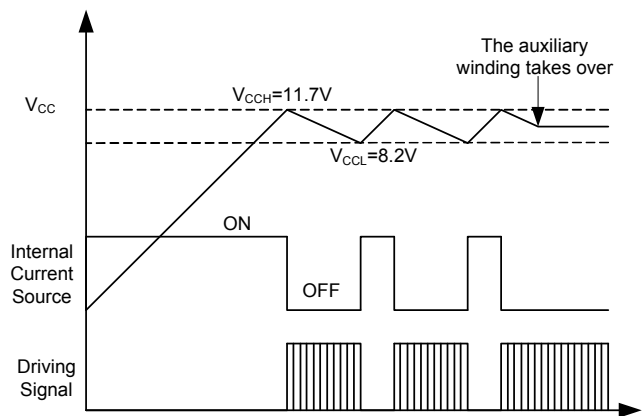 The auxiliary
winding takes over
VCC
VCCH=11.7V
VCCL=8.2V
ON
Internal
Current
Source
OFF
Driving
Signal